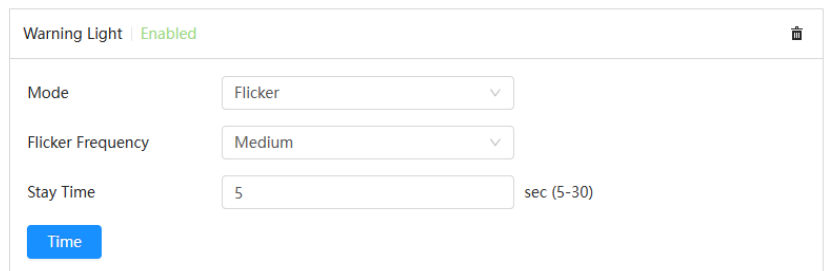 Warning Light | Enabled
Mode Flicker
Flicker Frequency Medium
Stay Time 5 sec (5-30)
Time